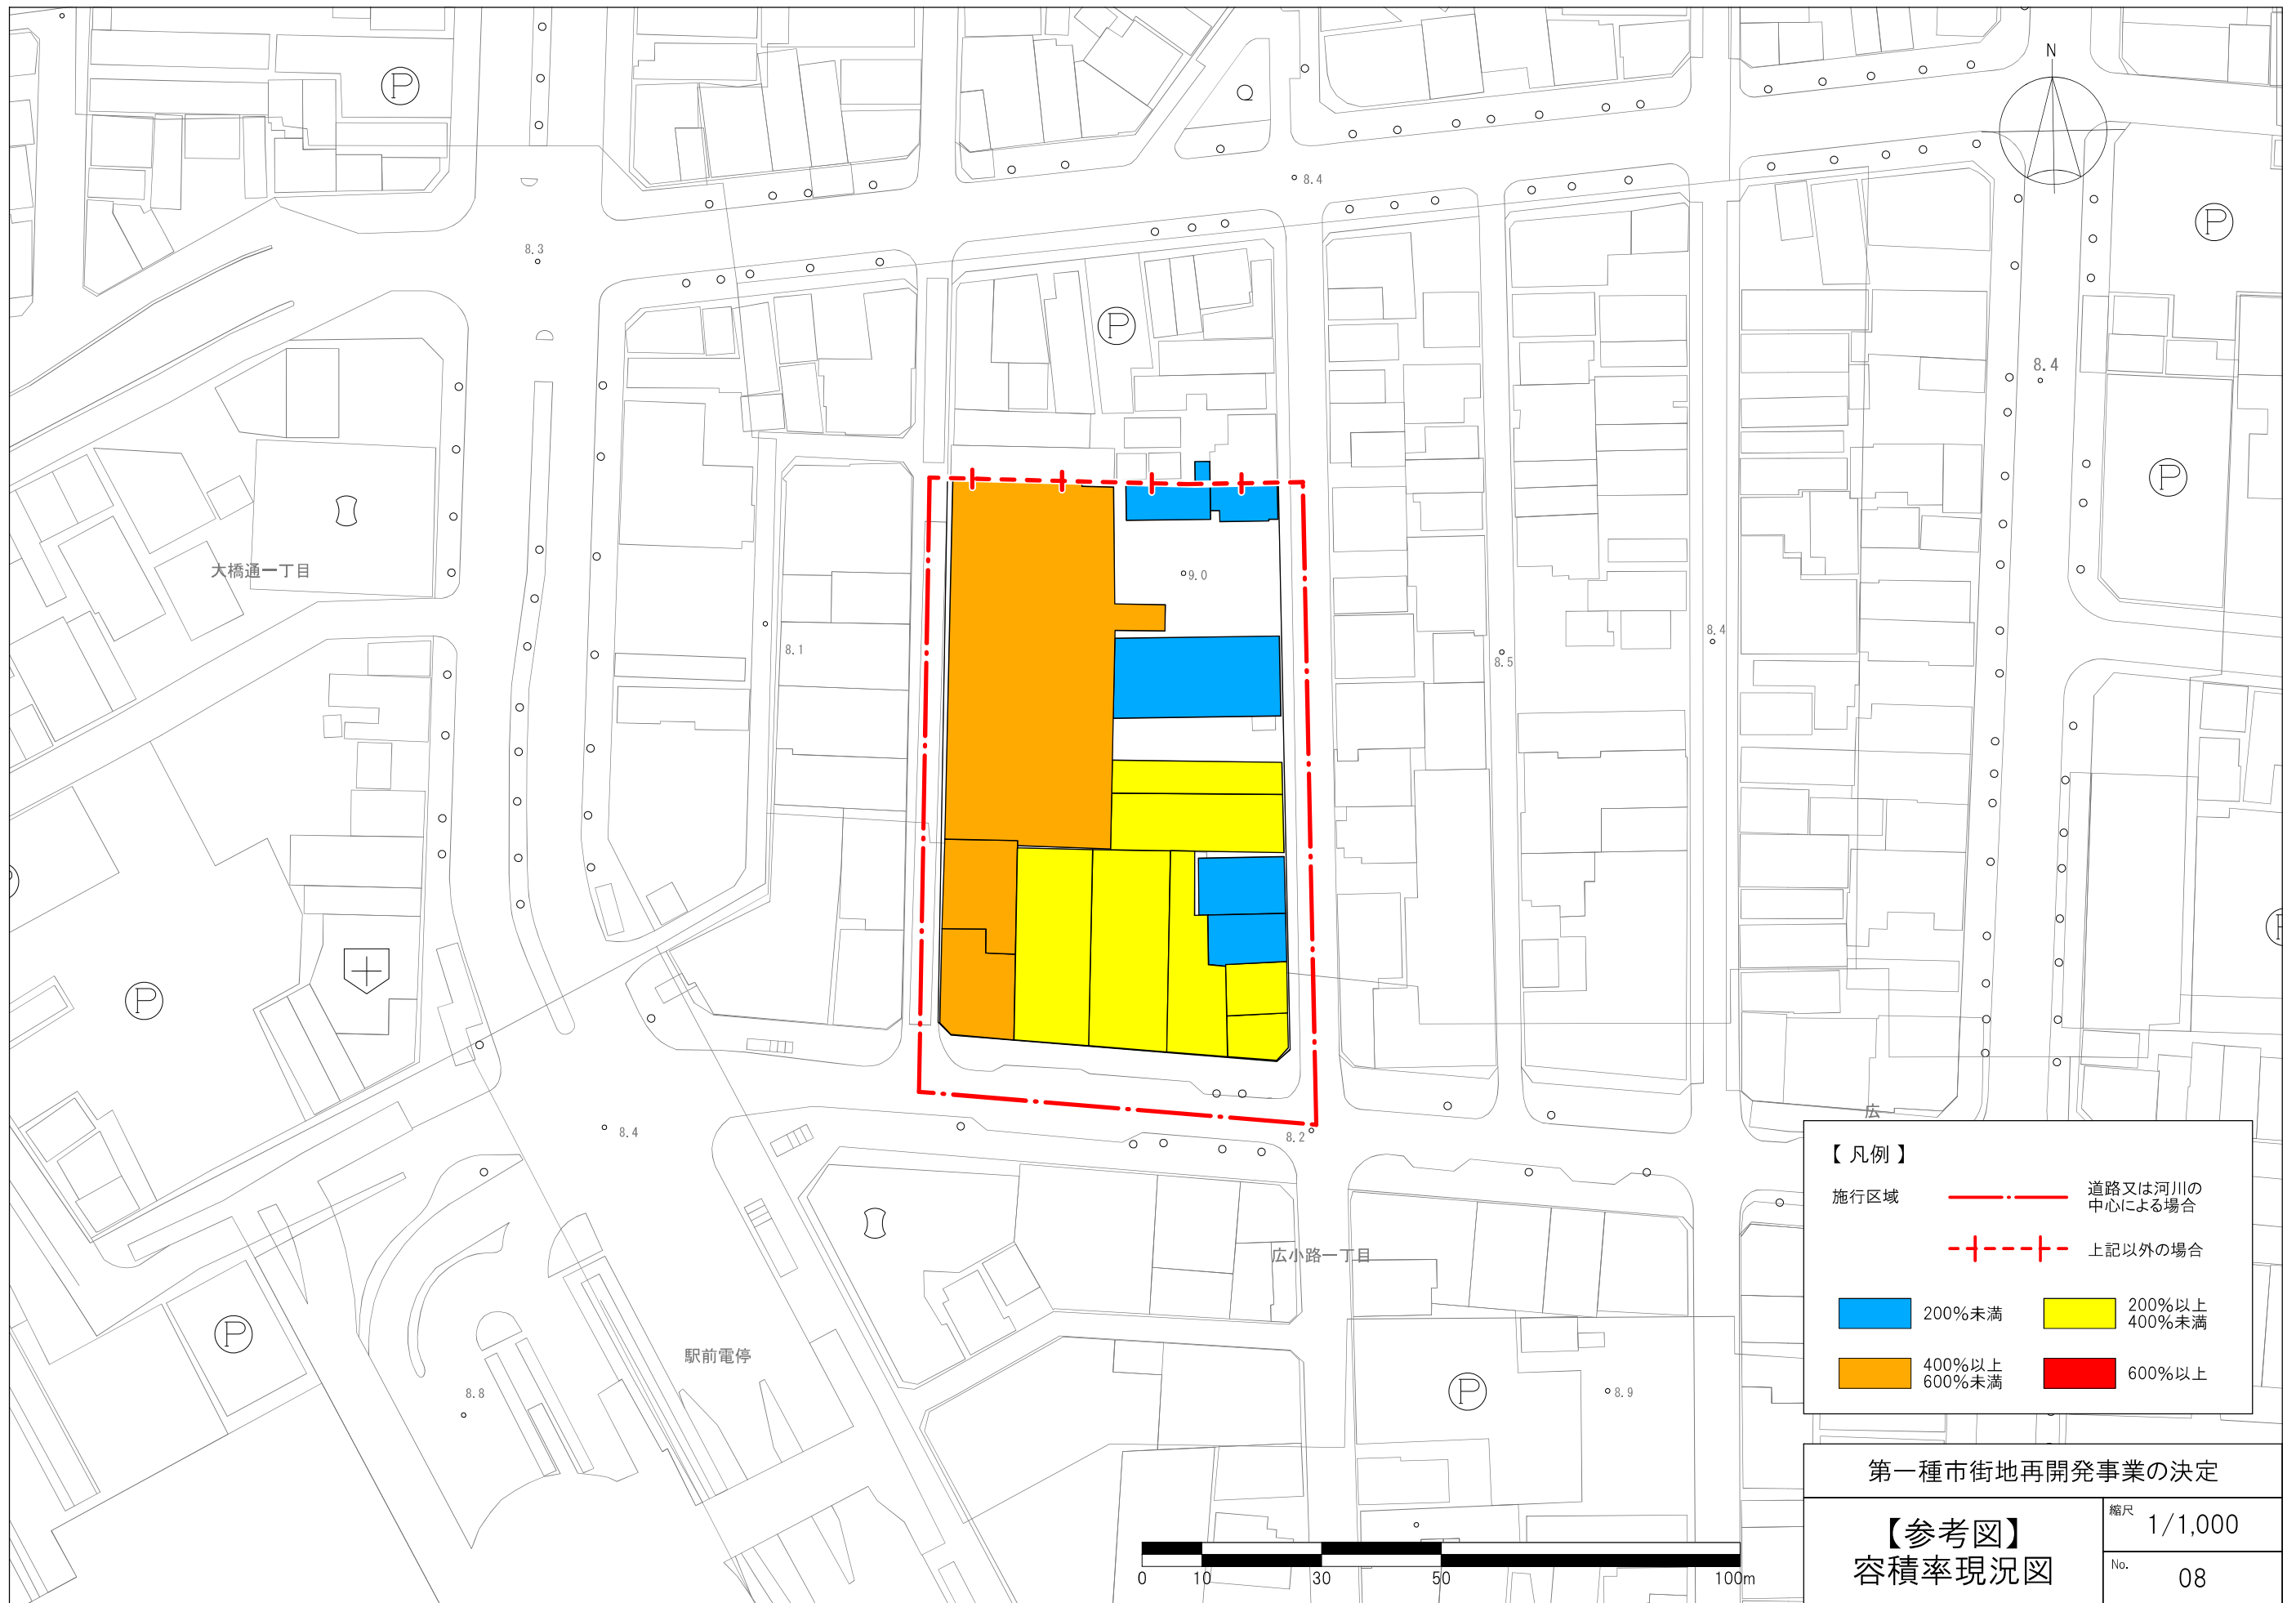 N
8.4
8.3
8.4
大橋通一丁目
9.0
8.1
8.5
8.4
8.4
8.2
広
広小路一丁目
駅前電停
8.8
8.9
P
P
P
P
P
P
P
P
【 凡例 】
施行区域
道路又は河川の
中心による場合
上記以外の場合
200%未満
200%以上
400%未満
400%以上
600%未満
600%以上
第一種市街地再開発事業の決定
【参考図】
容積率現況図
縮尺
1/1,000
No.
08
0 10 30 50 100m